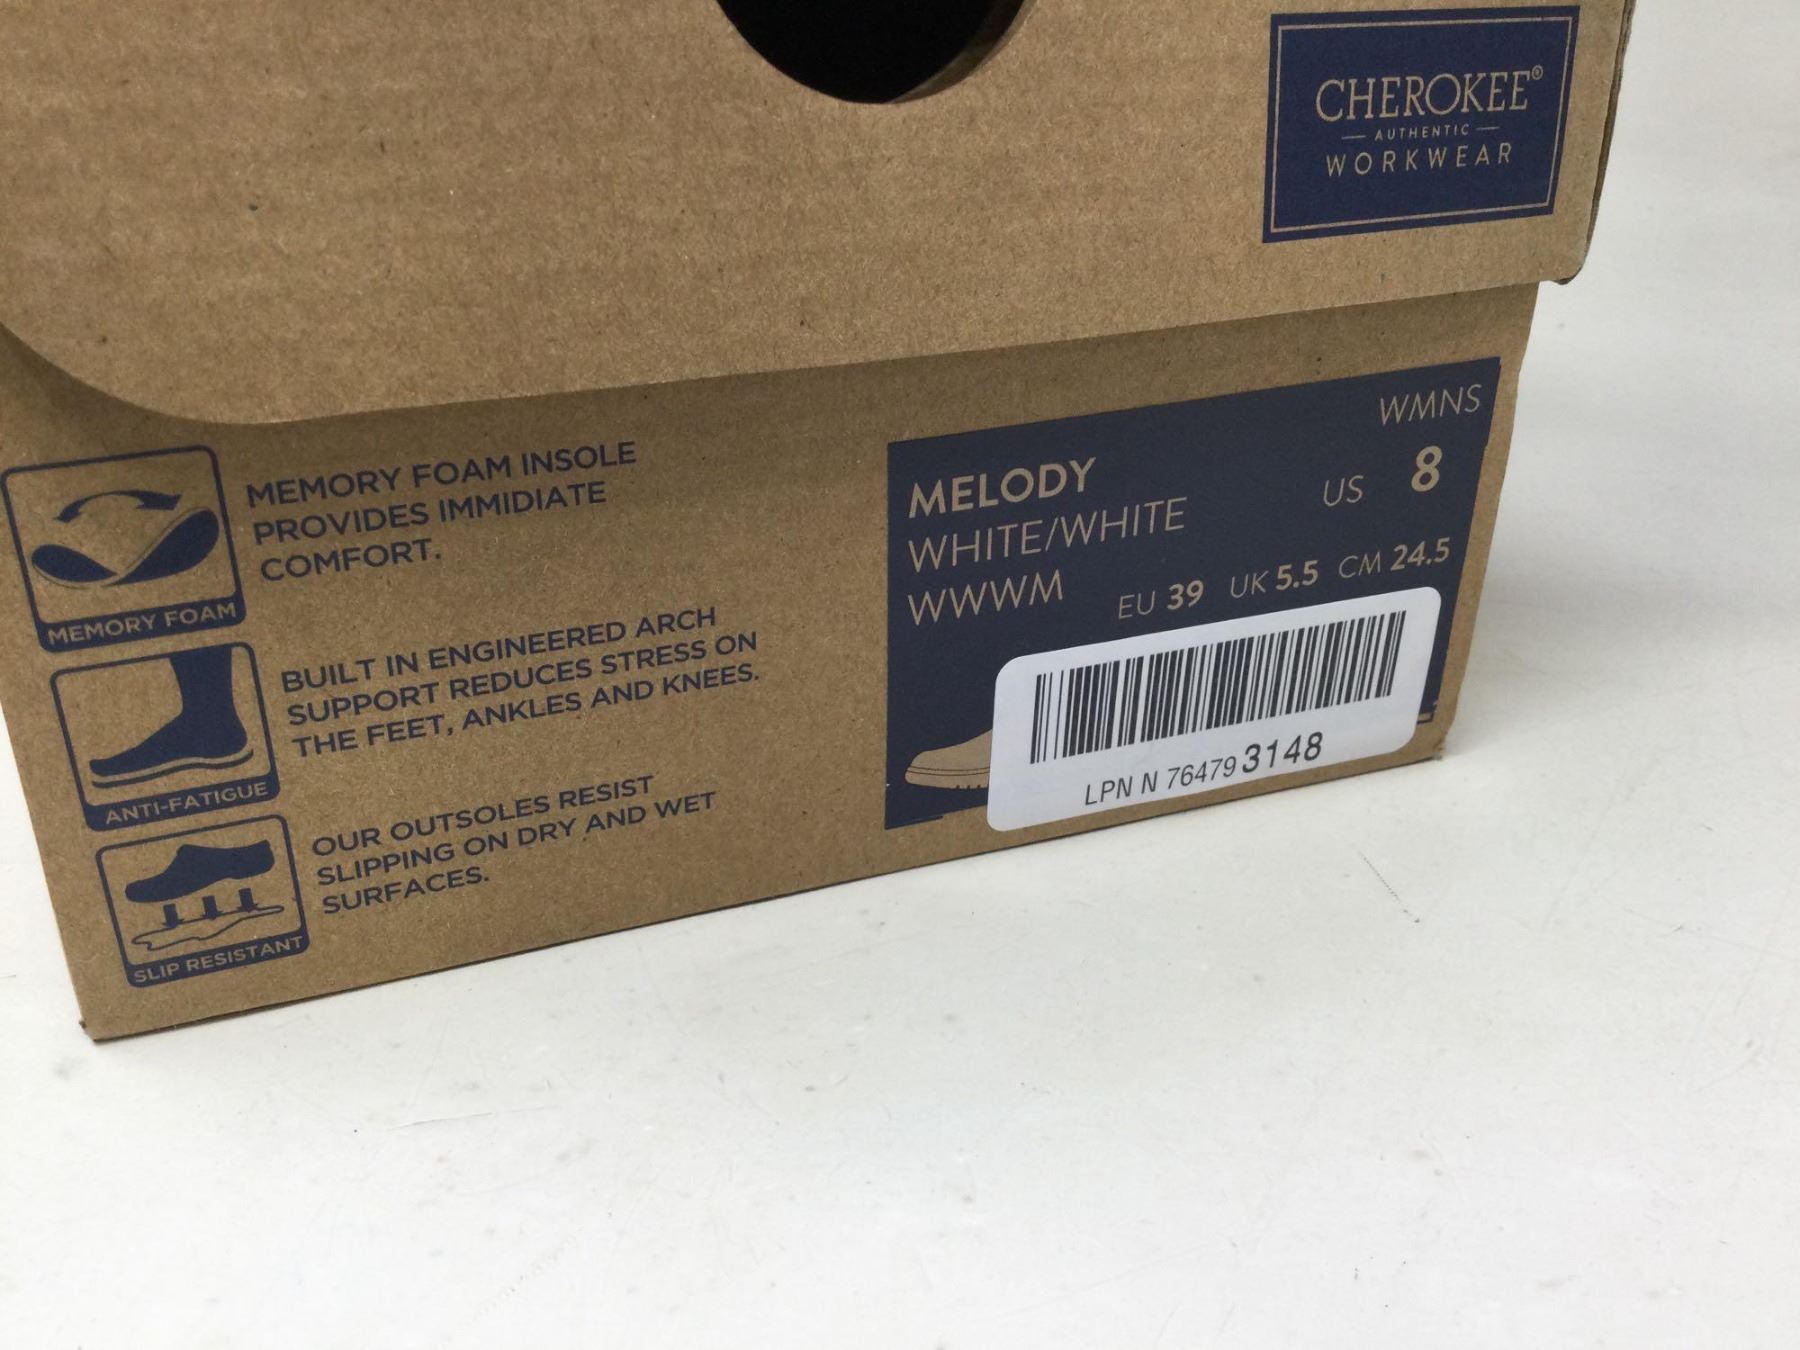 CHEROKEE®
AUTHENTIC
WORKWEAR
MEMORY FOAM
MEMORY FOAM INSOLE
PROVIDES IMMIDIATE
COMFORT.
ANTI-FATIGUE
BUILT IN ENGINEERED ARCH
SUPPORT REDUCES STRESS ON
THE FEET, ANKLES AND KNEES.
SLIP RESISTANT
OUR OUTSOLES RESIST
SLIPPING ON DRY AND WET
SURFACES.
WMNS
MELODY
US 8
WHITE/WHITE
WWWM
EU 39 UK 5.5 CM 24.5
LPN N 76479 3148